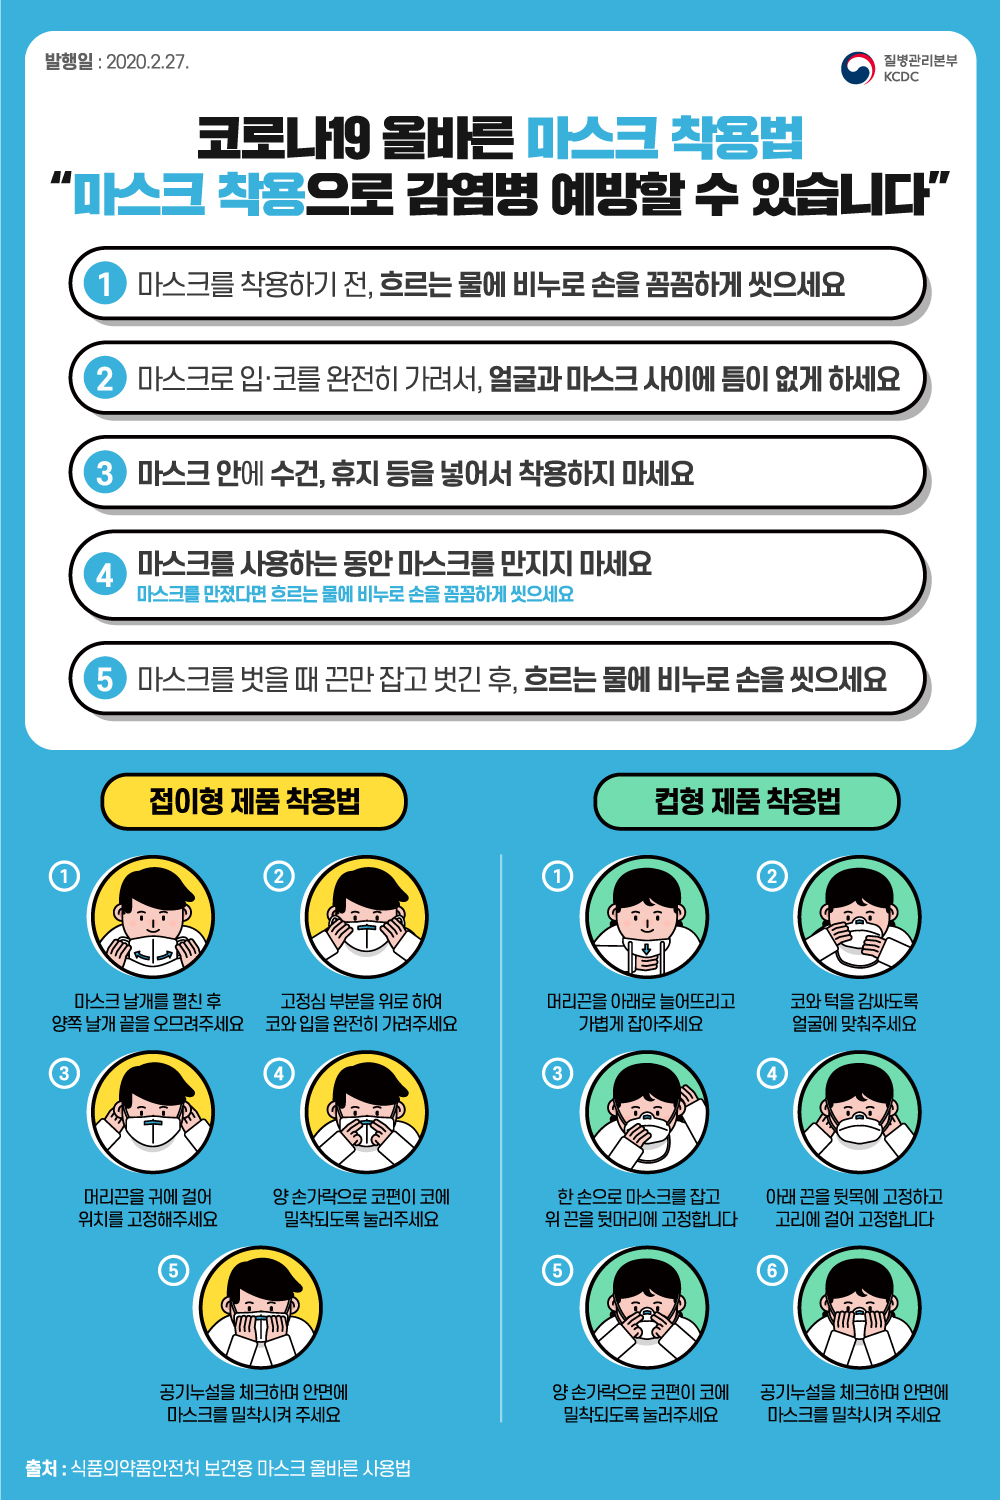 발행일 : 2020.2.27.
질병관리본부
KCDC
코로나19 올바른 마스크 착용법
“마스크 착용으로 감염병 예방할 수 있습니다”
1 마스크를 착용하기 전, 흐르는 물에 비누로 손을 꼼꼼하게 씻으세요
2 마스크로 입·코를 완전히 가려서, 얼굴과 마스크 사이에 틈이 없게 하세요
3 마스크 안에 수건, 휴지 등을 넣어서 착용하지 마세요
4 마스크를 사용하는 동안 마스크를 만지지 마세요
마스크를 만졌다면 흐르는 물에 비누로 손을 꼼꼼하게 씻으세요
5 마스크를 벗을 때 끈만 잡고 벗긴 후, 흐르는 물에 비누로 손을 씻으세요
접이형 제품 착용법
1
마스크 날개를 펼친 후
양쪽 날개 끝을 오므려주세요
2
고정심 부분을 위로 하여
코와 입을 완전히 가려주세요
3
머리끈을 귀에 걸어
위치를 고정해주세요
4
양 손가락으로 코편이 코에
밀착되도록 눌러주세요
5
공기누설을 체크하며 안면에
마스크를 밀착시켜 주세요
컵형 제품 착용법
1
머리끈을 아래로 늘어뜨리고
가볍게 잡아주세요
2
코와 턱을 감싸도록
얼굴에 맞춰주세요
3
한 손으로 마스크를 잡고
위 끈을 뒷머리에 고정합니다
4
아래 끈을 뒷목에 고정하고
고리에 걸어 고정합니다
5
양 손가락으로 코편이 코에
밀착되도록 눌러주세요
6
공기누설을 체크하며 안면에
마스크를 밀착시켜 주세요
출처 : 식품의약품안전처 보건용 마스크 올바른 사용법